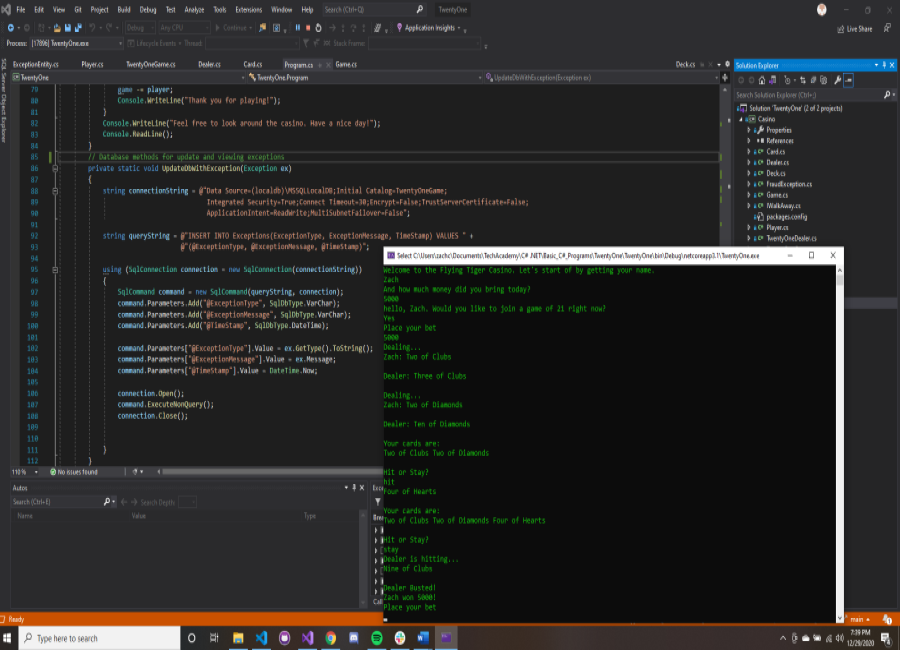 File Edit View Git Project Build Debug Test Analyze Tools Extensions Window Help Search (Ctrl+Q) TwentyOne
Debug Any CPU Continue Application Insights Live Share
Process: [17896] TwentyOne.exe Lifecycle Events Thread: Stack Frame:
SQL Server Object Explorer
ExceptionEntity.cs Player.cs TwentyOneGame.cs Dealer.cs Card.cs Program.cs Game.cs Deck.cs
TwentyOne TwentyOne.Program UpdateDbWithException(Exception ex)
79 game -= player;
80 Console.WriteLine("Thank you for playing!");
81 }
82 Console.WriteLine("Feel free to look around the casino. Have a nice day!");
83 Console.ReadLine();
84 }
85 // Database methods for update and viewing exceptions
86 private static void UpdateDbWithException(Exception ex)
87 {
88 string connectionString = @"Data Source=(localdb)\MSSQLLocalDB;Initial Catalog=TwentyOneGame;
89 Integrated Security=True;Connect Timeout=30;Encrypt=False;TrustServerCertificate=False;
90 ApplicationIntent=ReadWrite;MultiSubnetFailover=False";
91
92 string queryString = @"INSERT INTO Exceptions(ExceptionType, ExceptionMessage, TimeStamp) VALUES " +
93 @"(@ExceptionType, @ExceptionMessage, @TimeStamp)";
94
95 using (SqlConnection connection = new SqlConnection(connectionString))
96 {
97 SqlCommand command = new SqlCommand(queryString, connection);
98 command.Parameters.Add("@ExceptionType", SqlDbType.VarChar);
99 command.Parameters.Add("@ExceptionMessage", SqlDbType.VarChar);
100 command.Parameters.Add("@TimeStamp", SqlDbType.DateTime);
101
102 command.Parameters["@ExceptionType"].Value = ex.GetType().ToString();
103 command.Parameters["@ExceptionMessage"].Value = ex.Message;
104 command.Parameters["@TimeStamp"].Value = DateTime.Now;
105
106 connection.Open();
107 command.ExecuteNonQuery();
108 connection.Close();
109
110
111 }
112 }
110 % No issues found
Autos
Search (Ctrl+E) Search Depth:
Name Value Type
Solution Explorer
Search Solution Explorer (Ctrl+;)
Solution 'TwentyOne' (2 of 2 projects)
Casino
Properties
References
Card.cs
Dealer.cs
Deck.cs
FraudException.cs
Game.cs
IWalkAway.cs
packages.config
Player.cs
TwentyOneDealer.cs
Select C:\Users\zachc\Documents\TechAcademy\C# .NET\Basic_C#_Programs\TwentyOne\TwentyOne\bin\Debug\netcoreapp3.1\TwentyOne.exe
Welcome to the Flying Tiger Casino. Let's start of by getting your name.
Zach
And how much money did you bring today?
5000
hello, Zach. Would you like to join a game of 21 right now?
Yes
Place your bet
5000
Dealing...
Zach: Two of Clubs
Dealer: Three of Clubs
Dealing...
Zach: Two of Diamonds
Dealer: Ten of Diamonds
Your cards are:
Two of Clubs Two of Diamonds
Hit or Stay?
hit
Four of Hearts
Your cards are:
Two of Clubs Two of Diamonds Four of Hearts
Hit or Stay?
stay
Dealer is hitting...
Nine of Clubs
Dealer Busted!
Zach won 5000!
Place your bet
Ready main
Type here to search
7:39 PM
12/29/2020